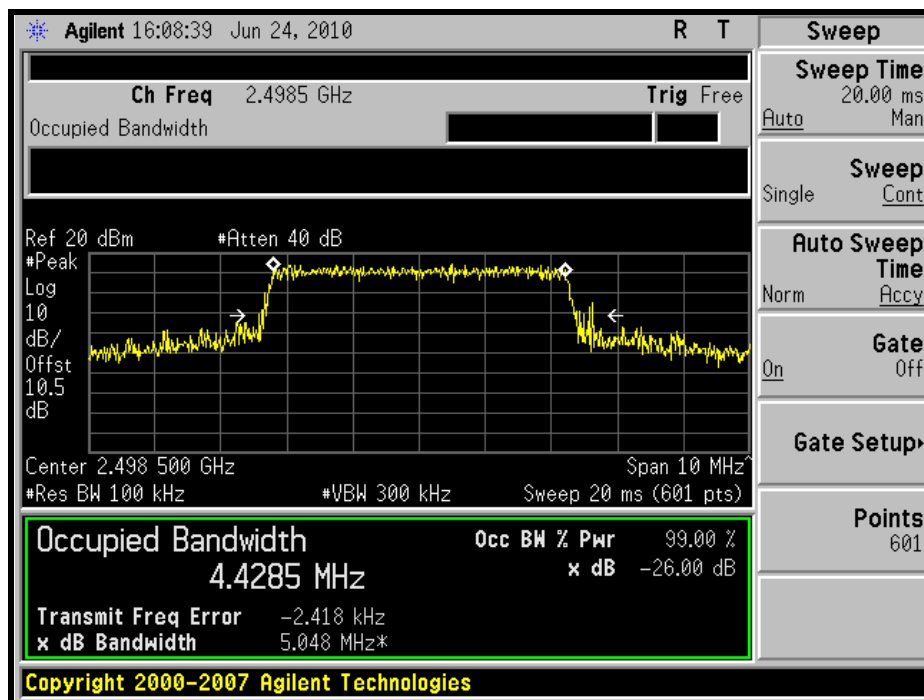 Agilent 16:08:39 Jun 24, 2010 R T
Ch Freq 2.4985 GHz Trig Free
Occupied Bandwidth
Ref 20 dBm #Atten 40 dB
#Peak
Log
10
dB/
Offst
10.5
dB
Center 2.498 500 GHz Span 10 MHz^
#Res BW 100 kHz #VBW 300 kHz Sweep 20 ms (601 pts)
Occupied Bandwidth Occ BW % Pwr 99.00 %
4.4285 MHz x dB -26.00 dB
Transmit Freq Error -2.418 kHz
x dB Bandwidth 5.048 MHz*
Copyright 2000-2007 Agilent Technologies
Sweep
Sweep Time
20.00 ms
Auto Man
Sweep
Single Cont
Auto Sweep
Time
Norm Accy
Gate
On Off
Gate Setup▸
Points
601